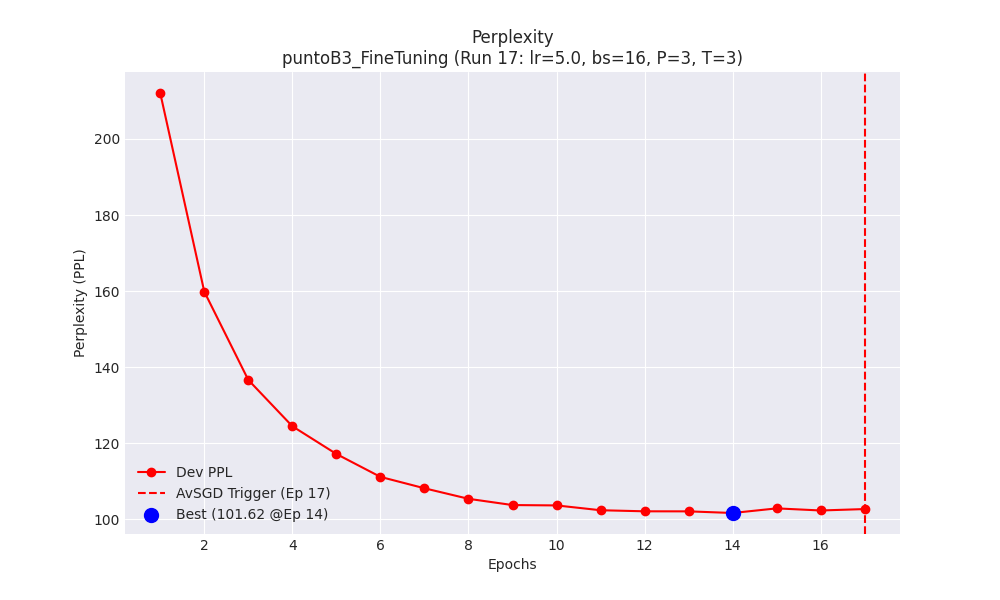 Perplexity
puntoB3_FineTuning (Run 17: lr=5.0, bs=16, P=3, T=3)
Perplexity (PPL)
200
180
160
140
120
100
Dev PPL
AvSGD Trigger (Ep 17)
Best (101.62 @Ep 14)
2 4 6 8 10 12 14 16
Epochs